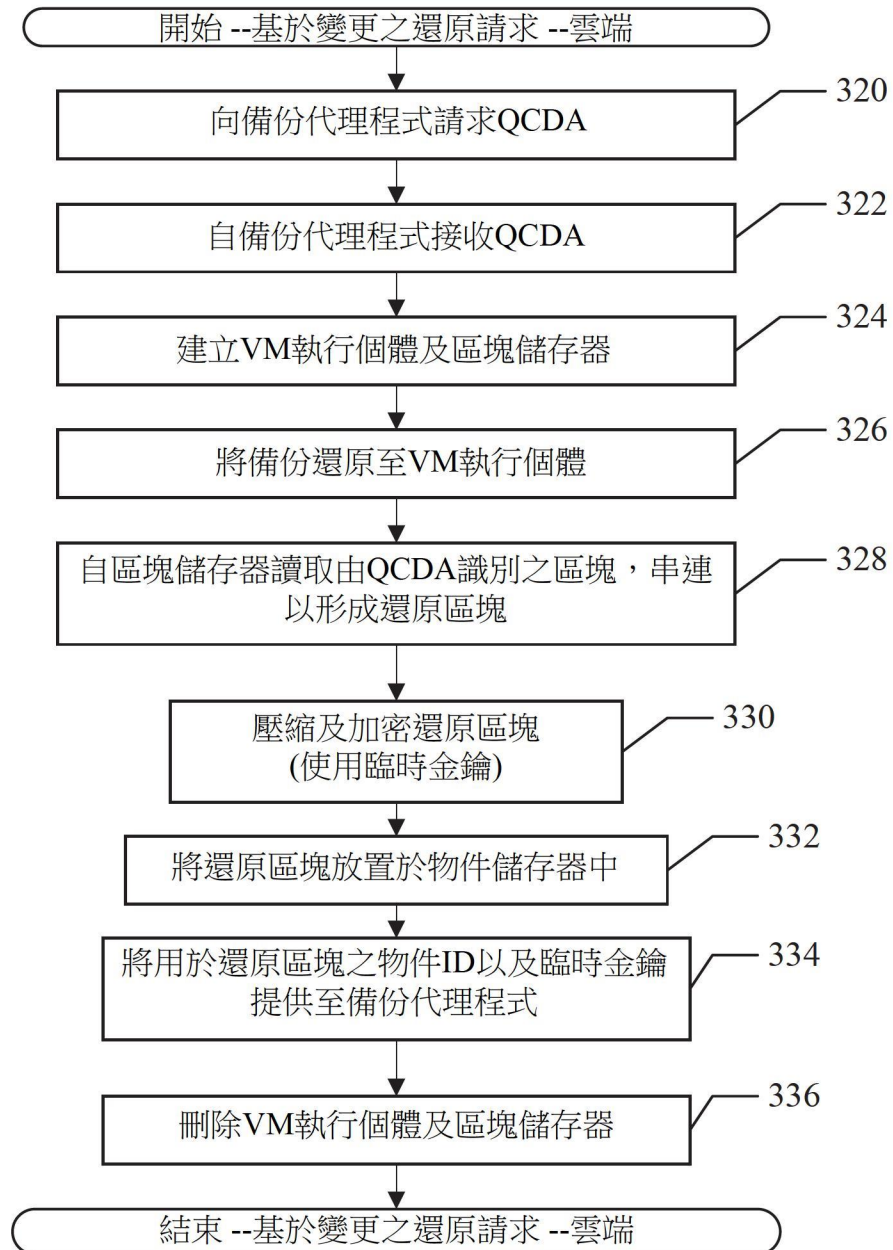 開始 --基於變更之還原請求 --雲端
向備份代理程式請求QCDA
320
自備份代理程式接收QCDA
322
建立VM執行個體及區塊儲存器
324
將備份還原至VM執行個體
326
自區塊儲存器讀取由QCDA識別之區塊，串連
以形成還原區塊
328
壓縮及加密還原區塊
(使用臨時金鑰)
330
將還原區塊放置於物件儲存器中
332
將用於還原區塊之物件ID以及臨時金鑰
提供至備份代理程式
334
刪除VM執行個體及區塊儲存器
336
結束 --基於變更之還原請求 --雲端